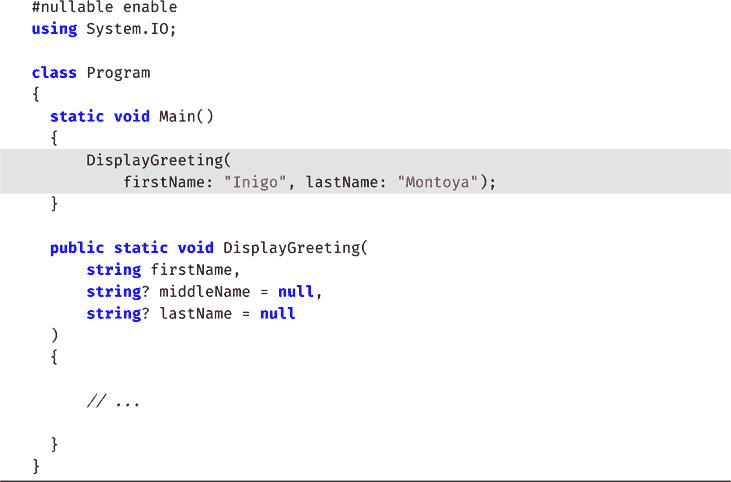 #nullable enable
using System.IO;
class Program
{
  static void Main()
  {
      DisplayGreeting(
          firstName: "Inigo", lastName: "Montoya");
  }
  public static void DisplayGreeting(
      string firstName,
      string? middleName = null,
      string? lastName = null
  )
  {
      // ...
  }
}